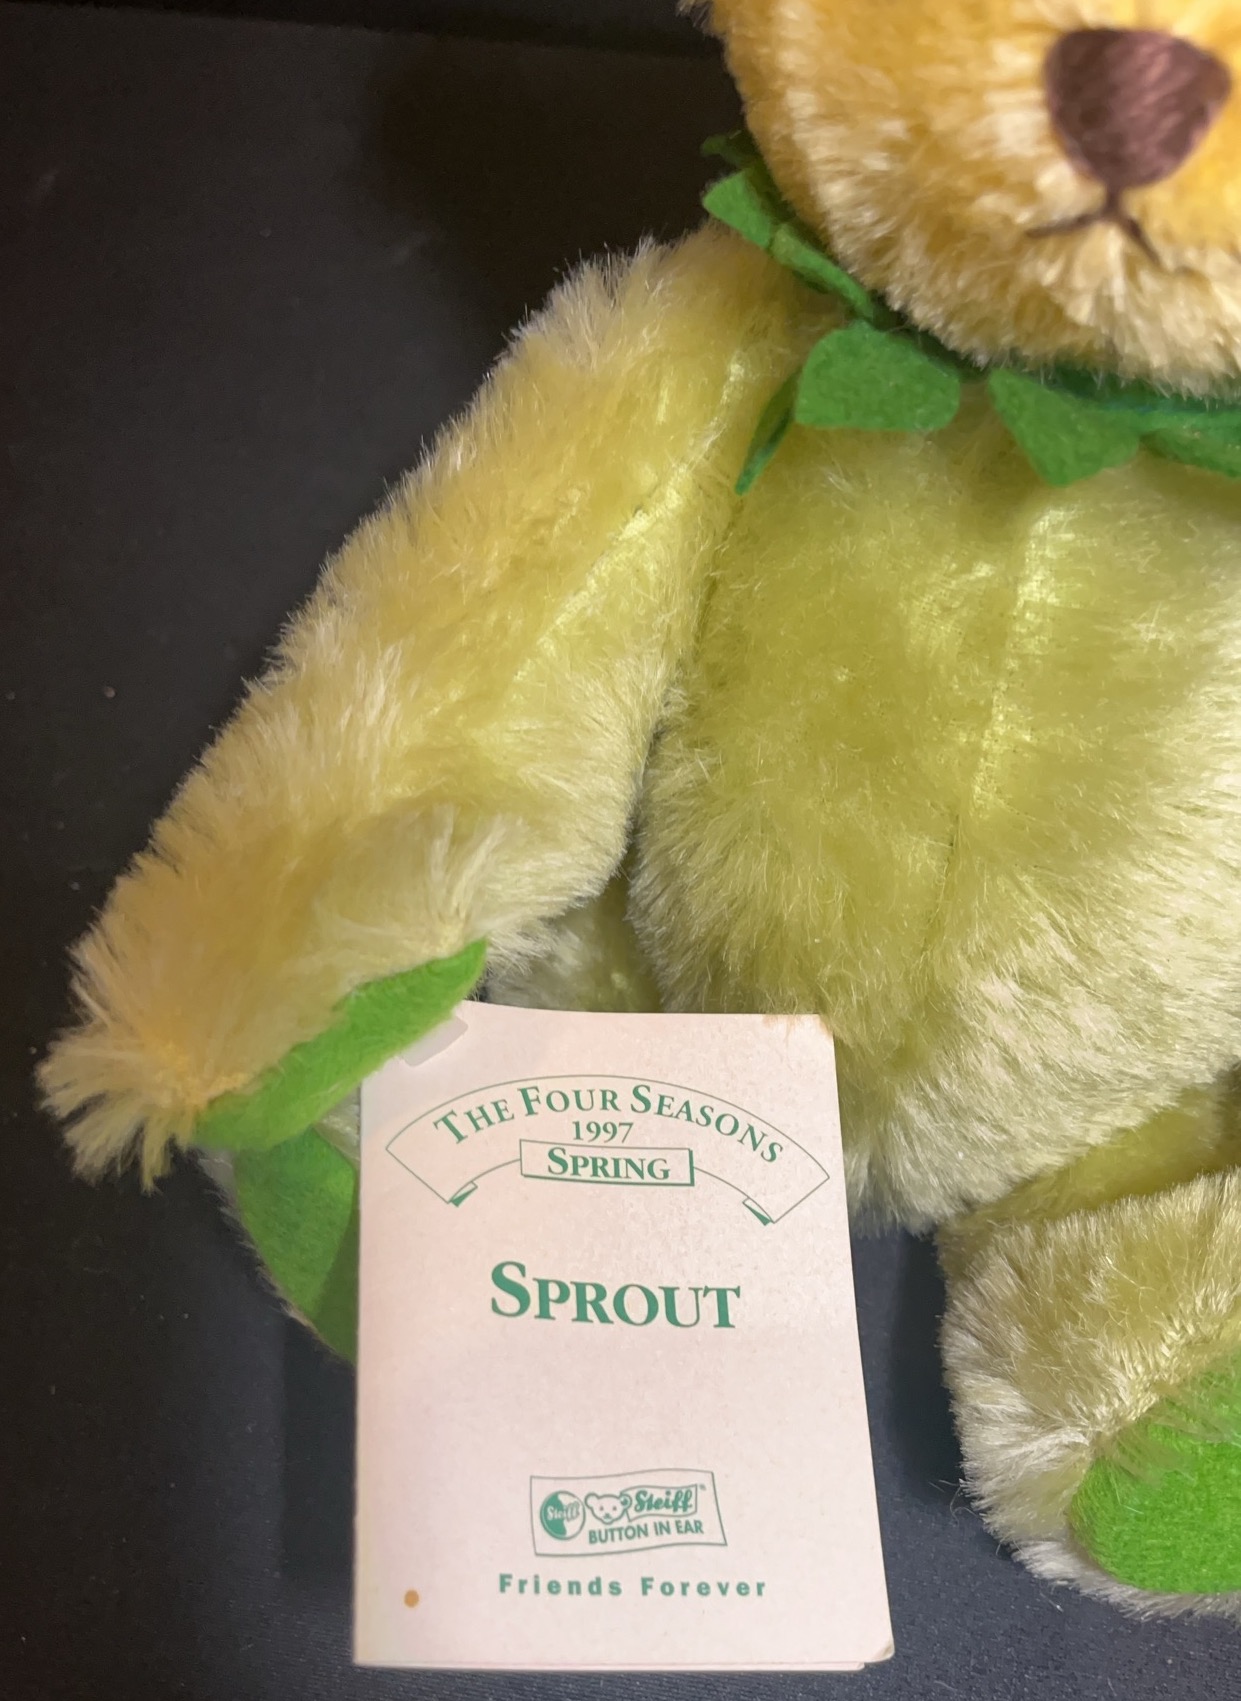 THE FOUR SEASONS
1997
SPRING
SPROUT
Steiff Steiff
BUTTON IN EAR
Friends Forever